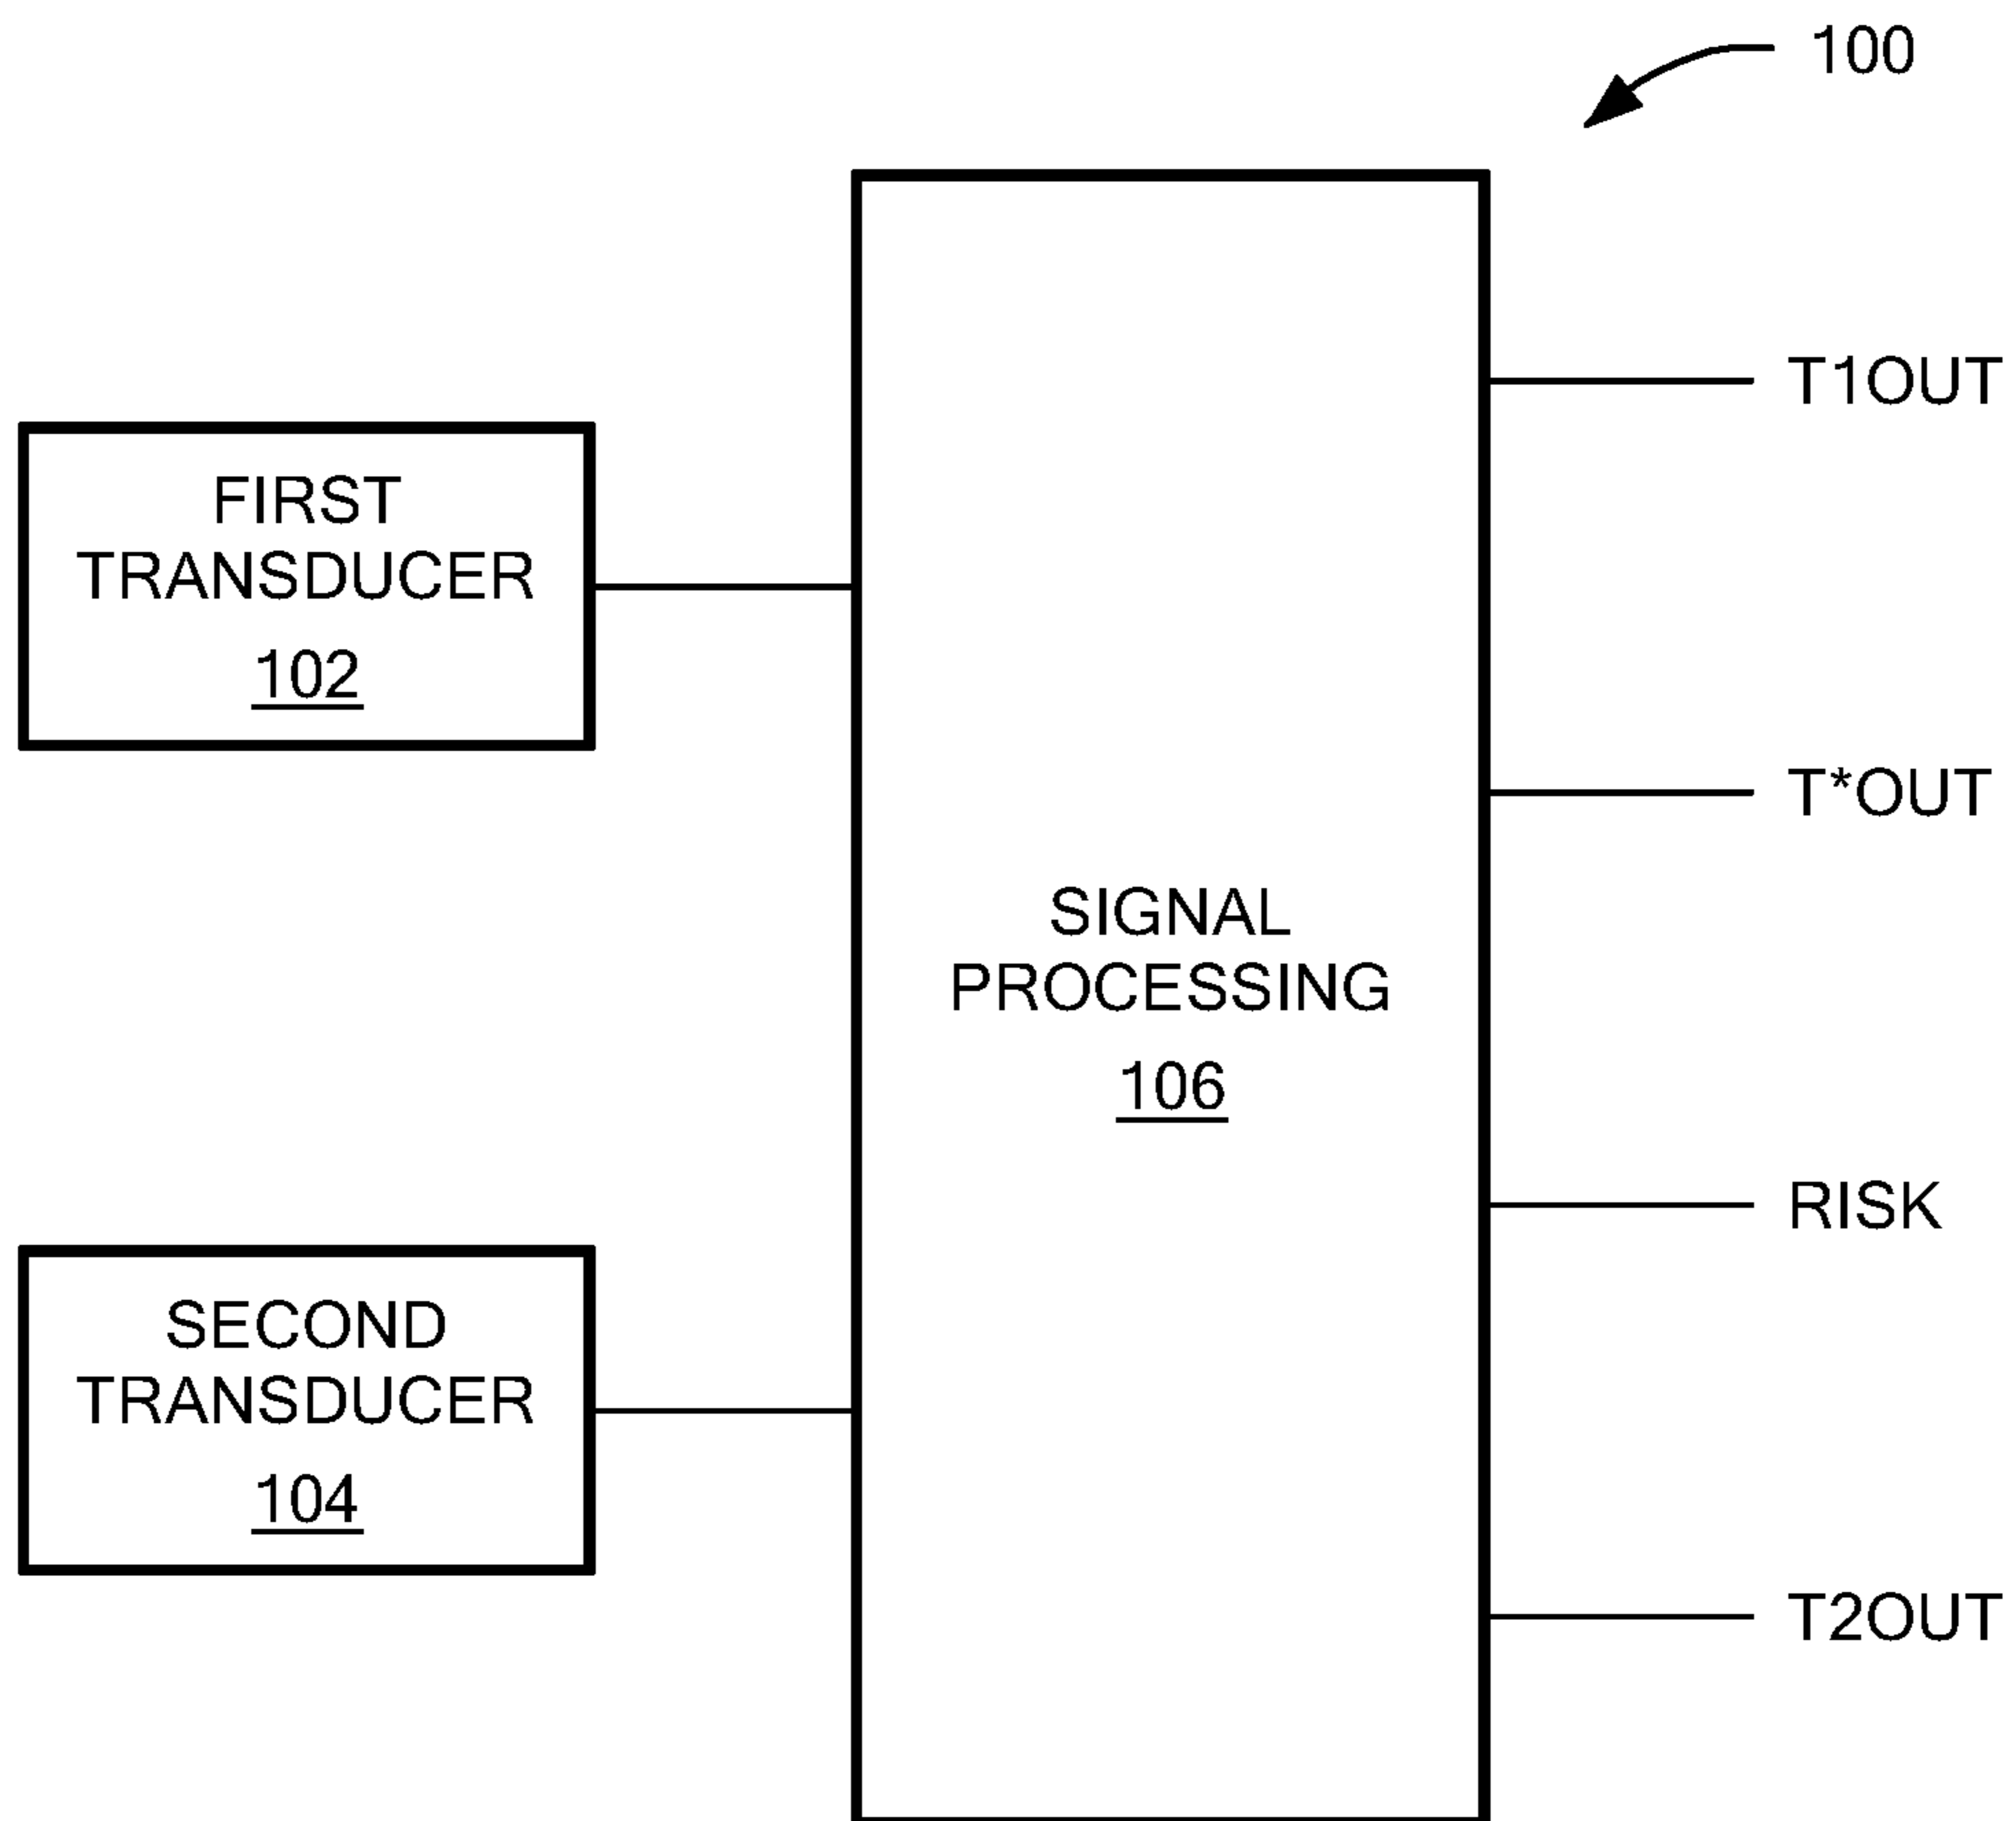 100
T1OUT
FIRST
TRANSDUCER
102
T*OUT
SIGNAL
PROCESSING
106
RISK
SECOND
TRANSDUCER
104
T2OUT